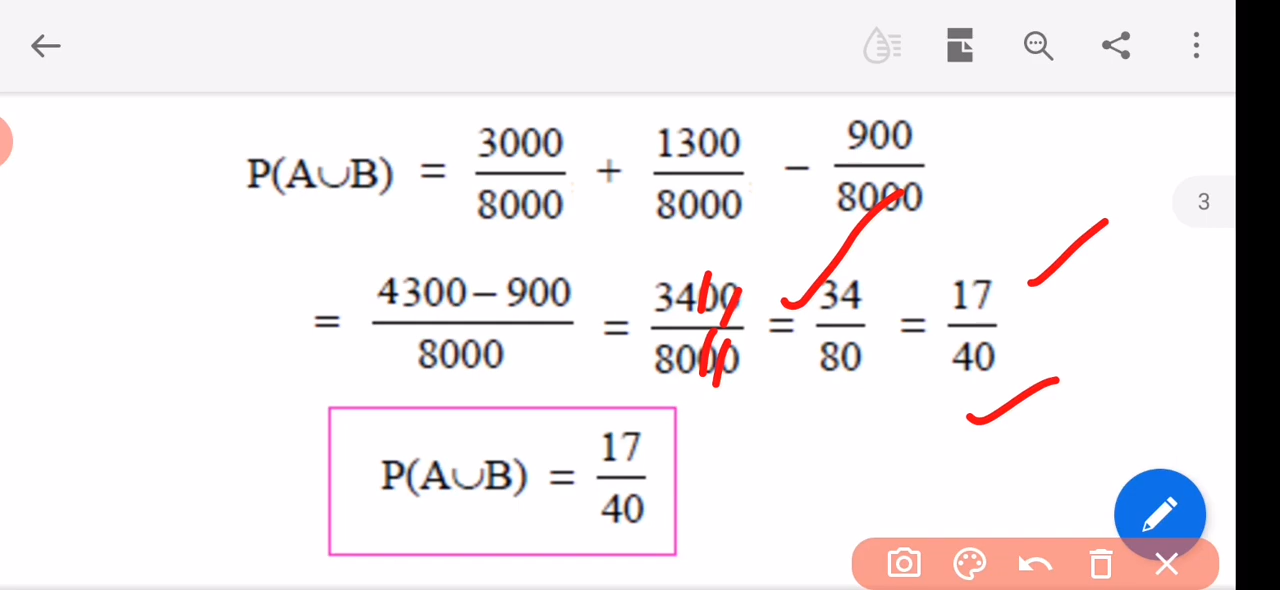 P(A∪B) = 3000/8000 + 1300/8000 − 900/8000
3
= 4300 − 900/8000 = 3400/8000 = 34/80 = 17/40
P(A∪B) = 17/40